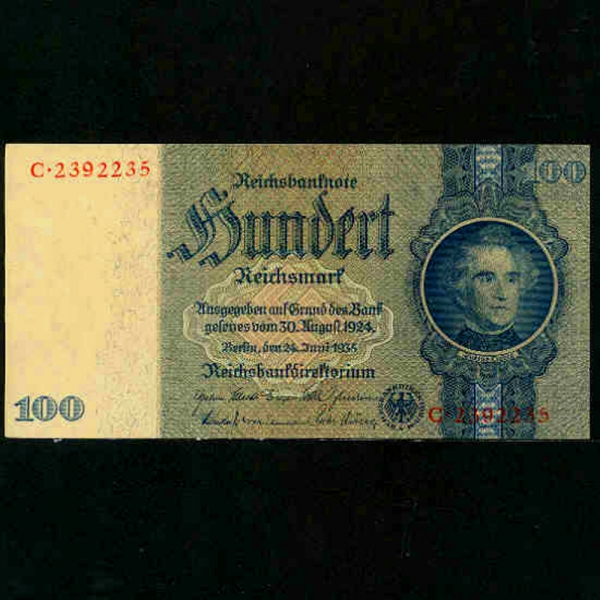 C·2392235
Reichsbanknote
100
Hundert
Reichsmark
Ausgegeben auf Grund des Bank
gesetzes vom 30. August 1924.
Berlin, den 24. Juni 1935
Reichsbankdirektorium
100
C·2392235